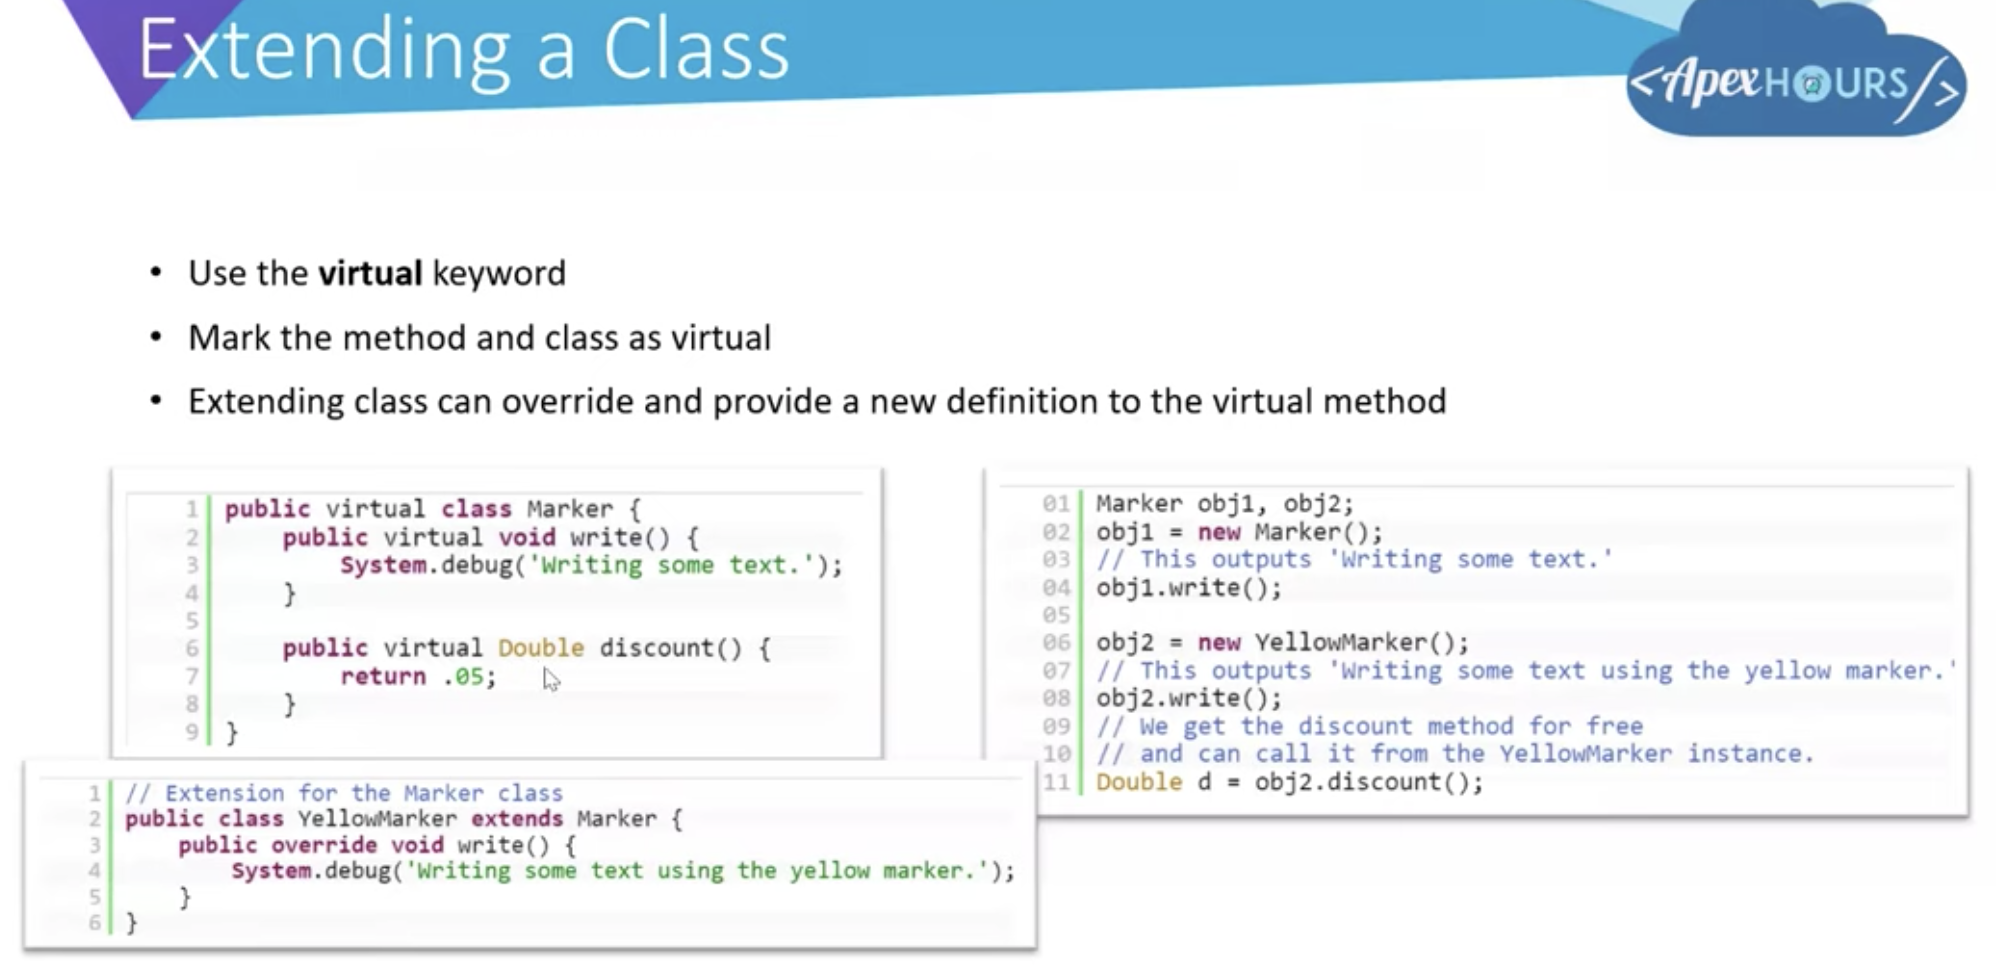 Extending a Class
<ApexHOURS/>
• Use the virtual keyword
• Mark the method and class as virtual
• Extending class can override and provide a new definition to the virtual method
1 public virtual class Marker {
2     public virtual void write() {
3         System.debug('Writing some text.');
4     }
5
6     public virtual Double discount() {
7         return .05;
8     }
9 }
1 // Extension for the Marker class
2 public class YellowMarker extends Marker {
3     public override void write() {
4         System.debug('Writing some text using the yellow marker.');
5     }
6 }
01 Marker obj1, obj2;
02 obj1 = new Marker();
03 // This outputs 'Writing some text.'
04 obj1.write();
05
06 obj2 = new YellowMarker();
07 // This outputs 'Writing some text using the yellow marker.'
08 obj2.write();
09 // We get the discount method for free
10 // and can call it from the YellowMarker instance.
11 Double d = obj2.discount();